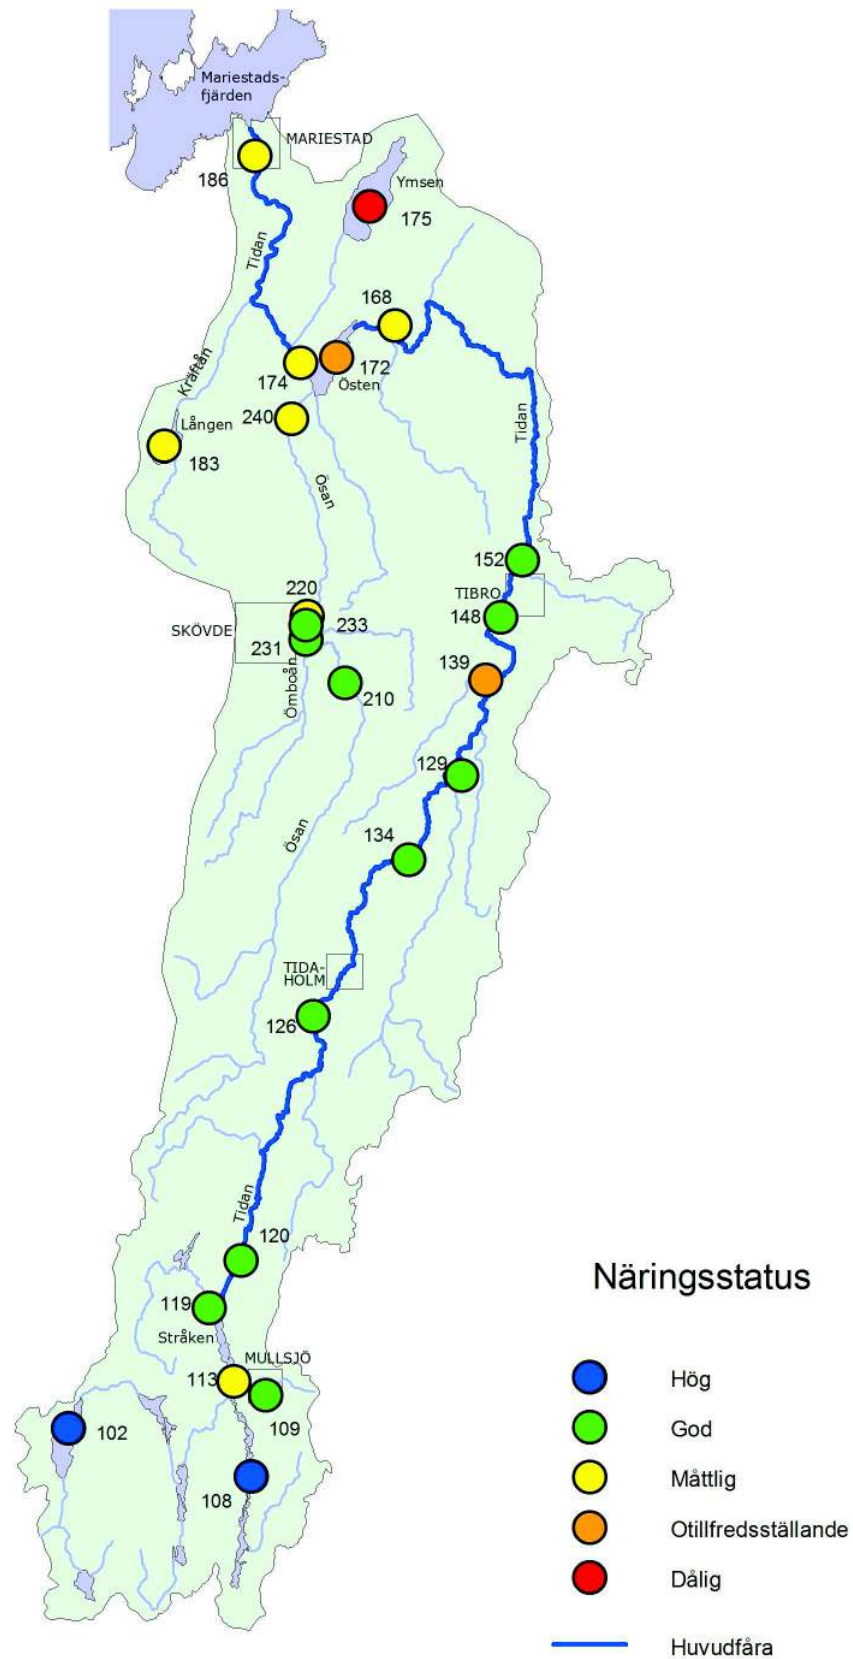 Mariestads-
fjärden
MARIESTAD
186
Ymsen
175
Tidan
168
172
174
Östen
Kräftån
240
Lången
183
Tidan
Ösan
152
TIBRO
220
148
SKÖVDE
233
231
139
210
Ömboån
129
134
Ösan
TIDA-
HOLM
126
Tidan
120
119
Stråken
MULLSJÖ
113
109
102
108
Näringsstatus
Hög
God
Måttlig
Otillfredsställande
Dålig
Huvudfåra